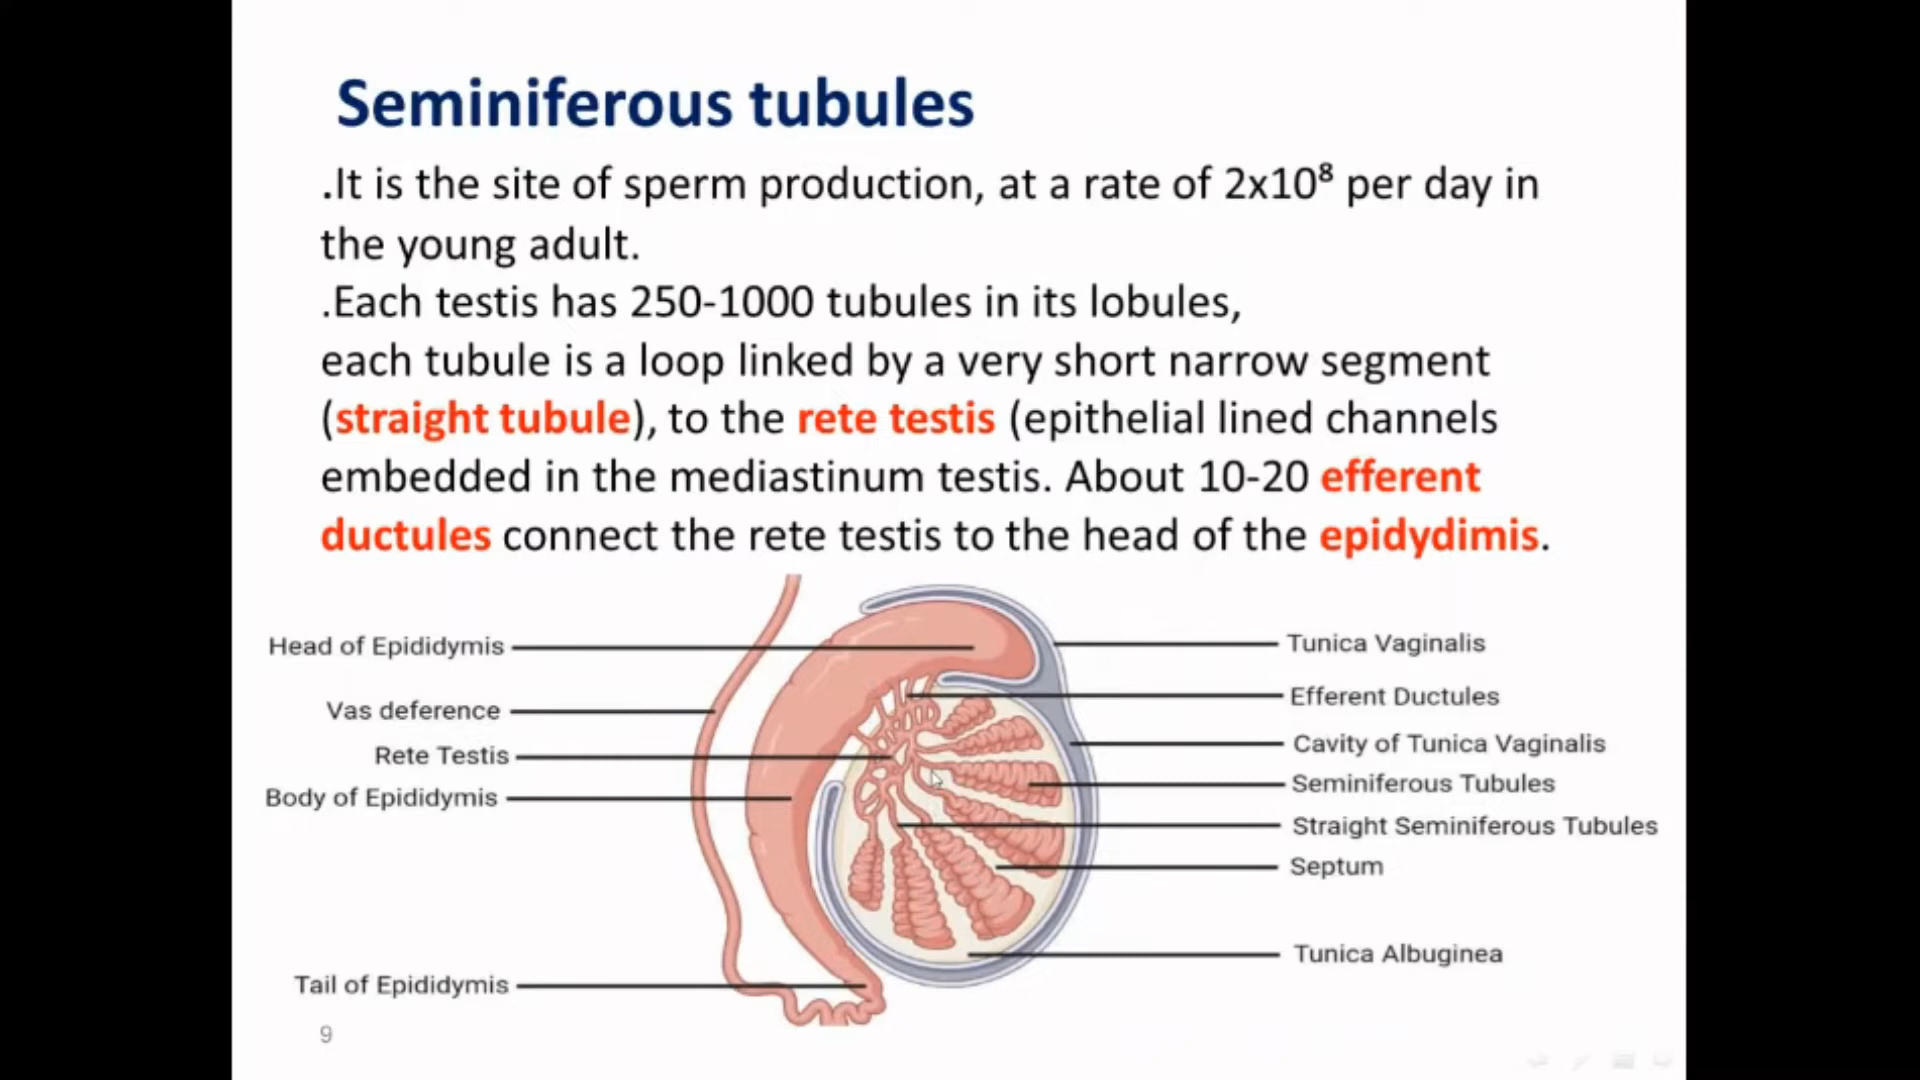 Seminiferous tubules
.It is the site of sperm production, at a rate of 2x10⁸ per day in
the young adult.
.Each testis has 250-1000 tubules in its lobules,
each tubule is a loop linked by a very short narrow segment
(straight tubule), to the rete testis (epithelial lined channels
embedded in the mediastinum testis. About 10-20 efferent
ductules connect the rete testis to the head of the epidydimis.
Head of Epididymis
Vas deference
Rete Testis
Body of Epididymis
Tail of Epididymis
Tunica Vaginalis
Efferent Ductules
Cavity of Tunica Vaginalis
Seminiferous Tubules
Straight Seminiferous Tubules
Septum
Tunica Albuginea
9